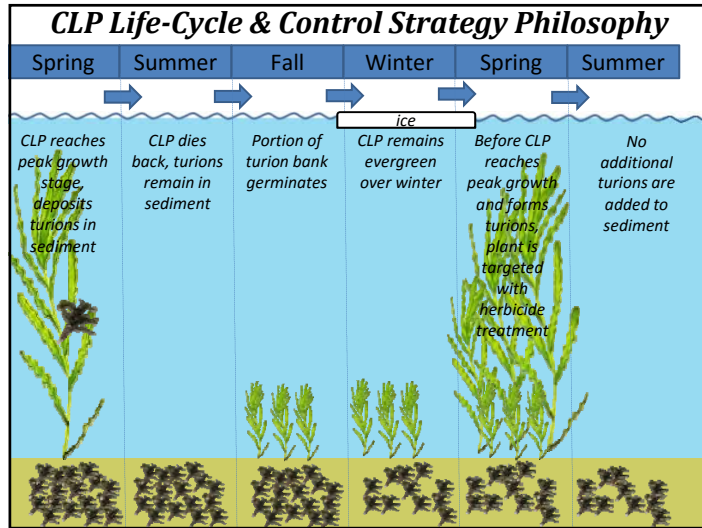 CLP Life-Cycle & Control Strategy Philosophy
Spring
Summer
Fall
Winter
Spring
Summer
ice
CLP reaches
peak growth
stage,
deposits
turions in
sediment
CLP dies
back, turions
remain in
sediment
Portion of
turion bank
germinates
CLP remains
evergreen
over winter
Before CLP
reaches
peak growth
and forms
turions,
plant is
targeted
with
herbicide
treatment
No
additional
turions are
added to
sediment